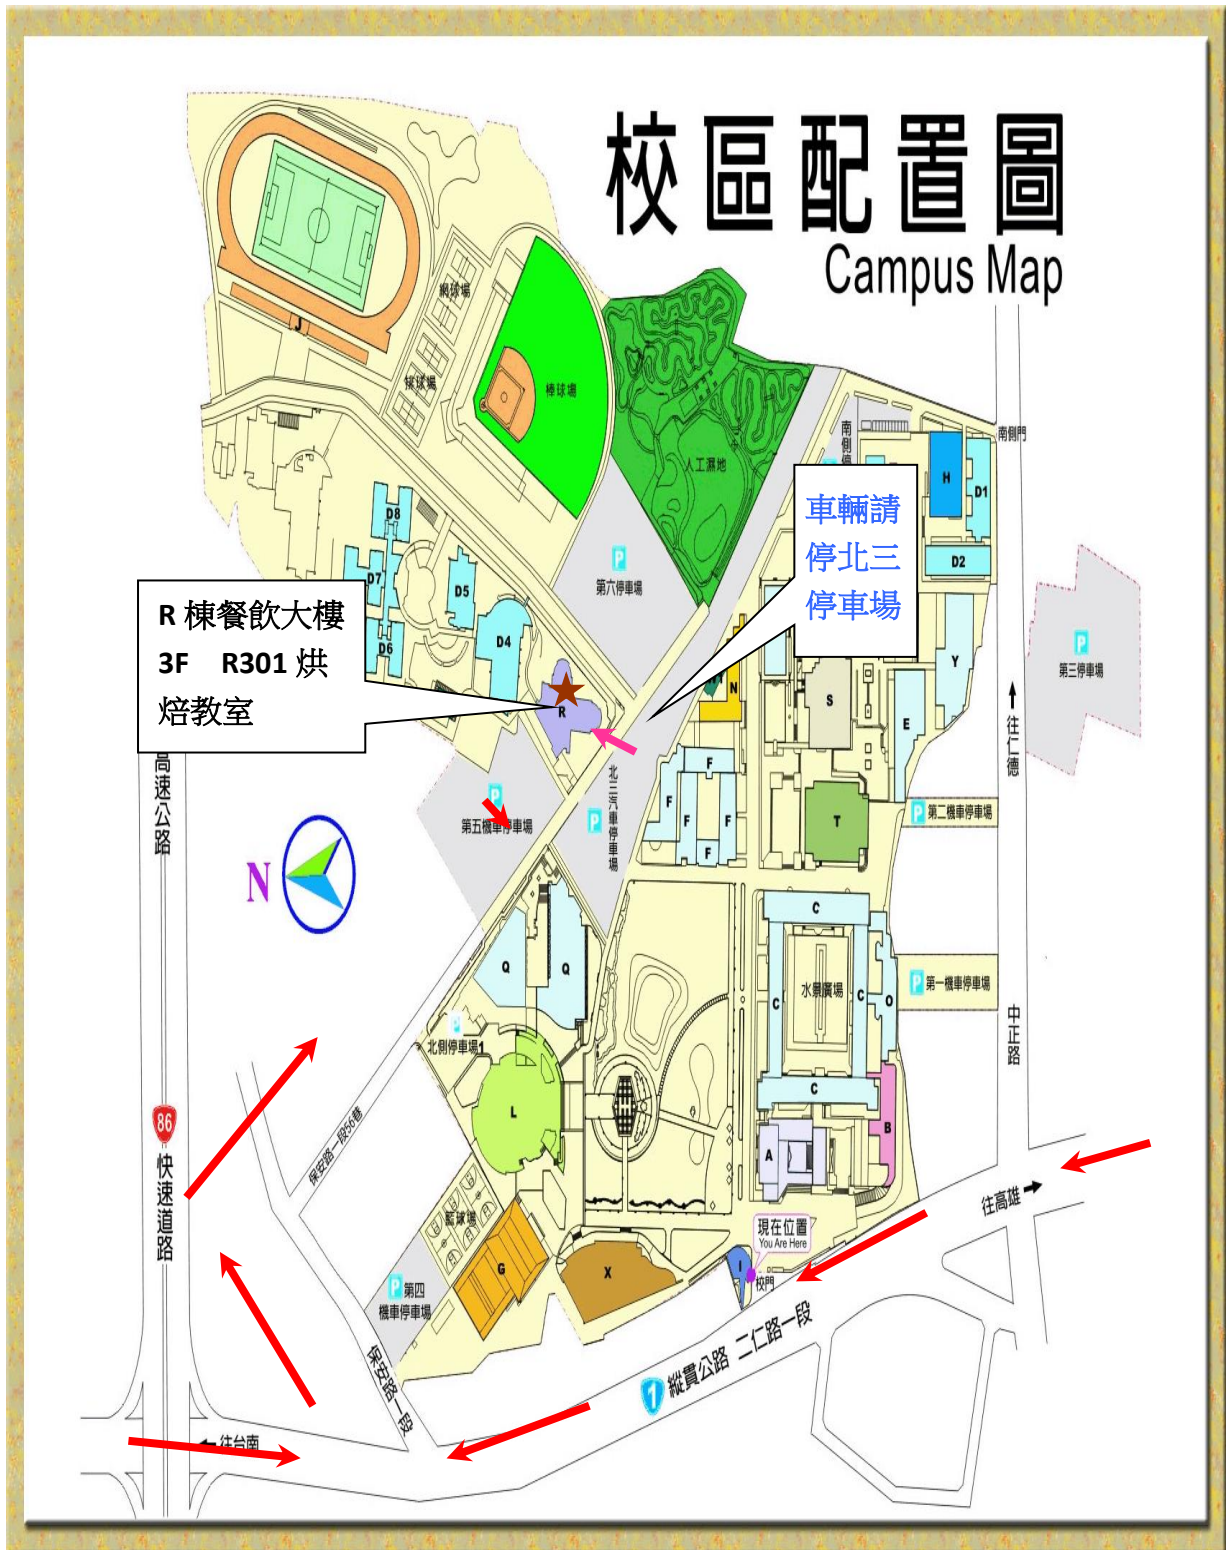 校區配置圖
Campus Map
網球場
排球場
棒球場
J
人工濕地
南側門
H
D1
D2
車輛請
停北三
停車場
P
第六停車場
D8
D7
D5
D6
D4
R 棟餐飲大樓
3F R301 烘
焙教室
R
N
S
Y
E
P
第三停車場
往仁德
高速公路
P
第五機車停車場
P
北三汽車停車場
F
F
F
F
F
T
P 第二機車停車場
N
C
C
C
C
水景廣場
O
P 第一機車停車場
中正路
Q
Q
P
北側停車場1
L
86
快速道路
保安路一段56巷
A
B
往高雄
籃球場
G
X
現在位置
You Are Here
I
校門
P 第四
機車停車場
保安路一段
1 縱貫公路 二仁路一段
往台南